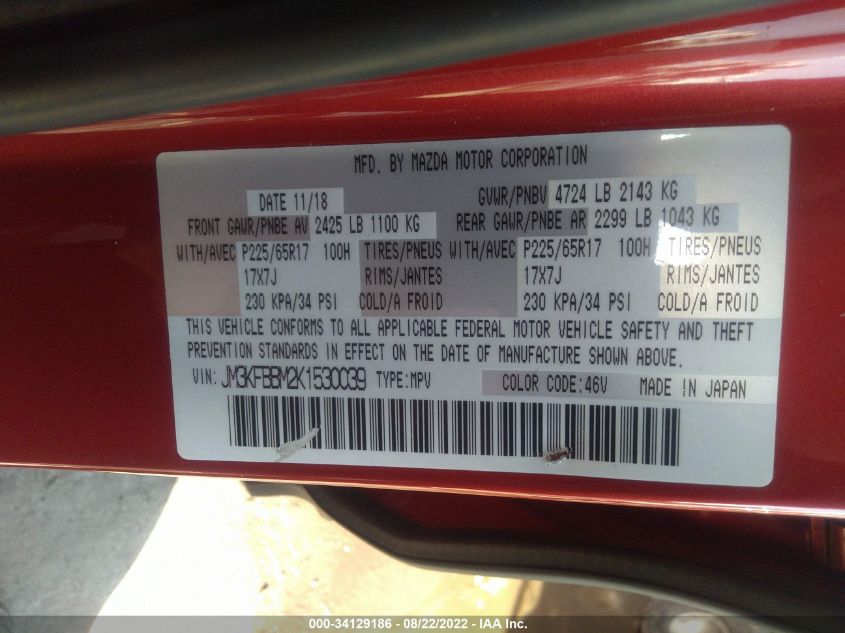 MFD. BY MAZDA MOTOR CORPORATION
DATE 11/18 GVWR/PNBV 4724 LB 2143 KG
FRONT GAWR/PNBE AV 2425 LB 1100 KG REAR GAWR/PNBE AR 2299 LB 1043 KG
WITH/AVEC P225/65R17 100H TIRES/PNEUS WITH/AVEC P225/65R17 100H TIRES/PNEUS
17X7J RIMS/JANTES 17X7J RIMS/JANTES
230 KPA/34 PSI COLD/A FROID 230 KPA/34 PSI COLD/A FROID
THIS VEHICLE CONFORMS TO ALL APPLICABLE FEDERAL MOTOR VEHICLE SAFETY AND THEFT
PREVENTION STANDARDS IN EFFECT ON THE DATE OF MANUFACTURE SHOWN ABOVE.
VIN: JM3KFBBM2K1530039 TYPE:MPV COLOR CODE:46V MADE IN JAPAN
000-34129186 - 08/22/2022 - IAA Inc.